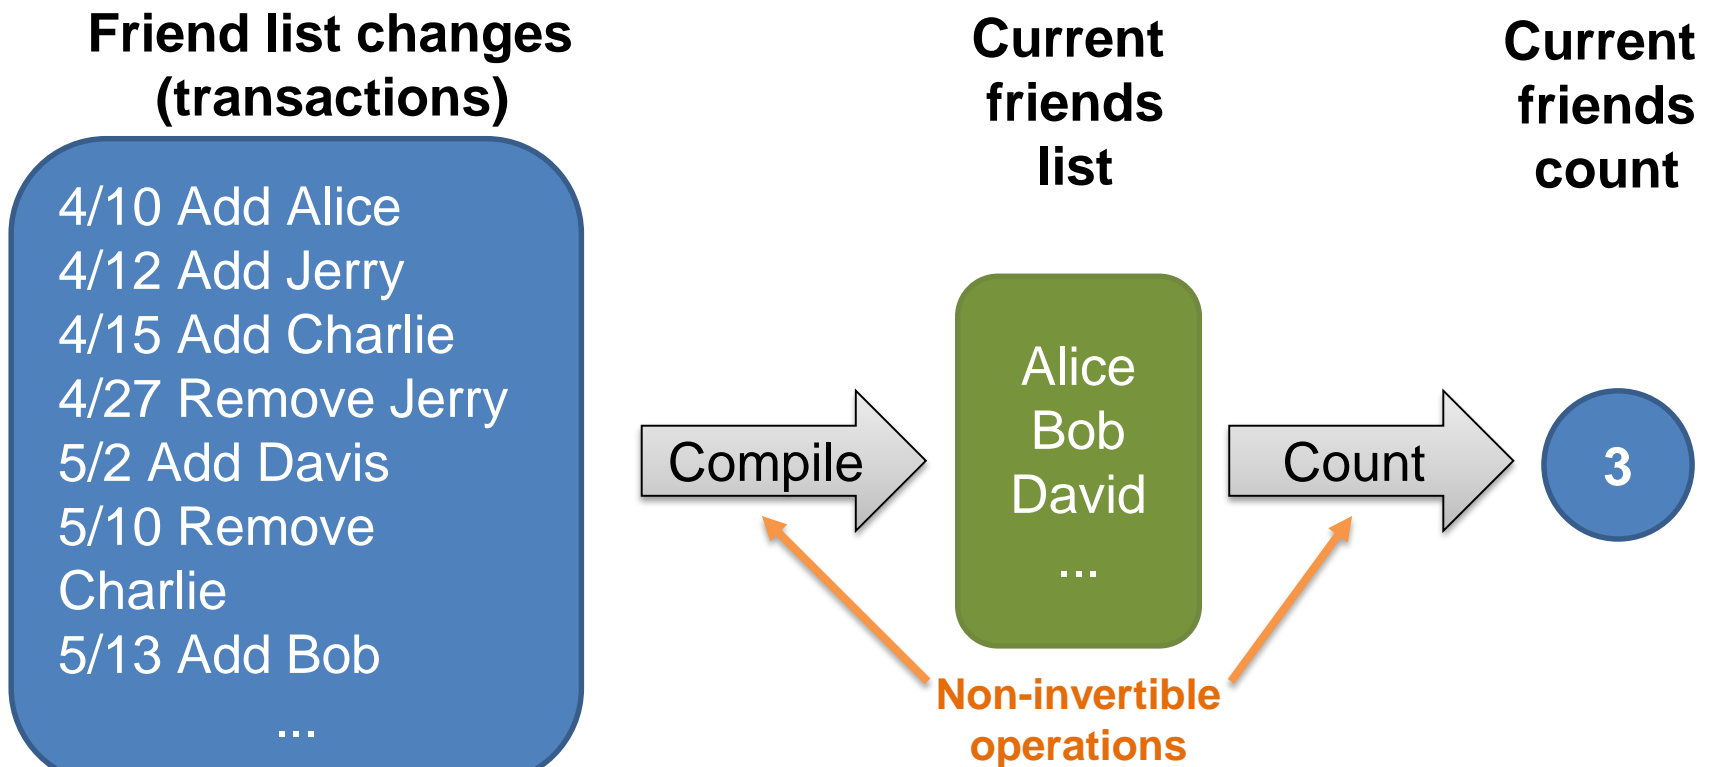 Friend list changes
(transactions)
4/10 Add Alice
4/12 Add Jerry
4/15 Add Charlie
4/27 Remove Jerry
5/2 Add Davis
5/10 Remove
Charlie
5/13 Add Bob
...
Compile
Current
friends
list
Alice
Bob
David
...
Non-invertible
operations
Count
Current
friends
count
3